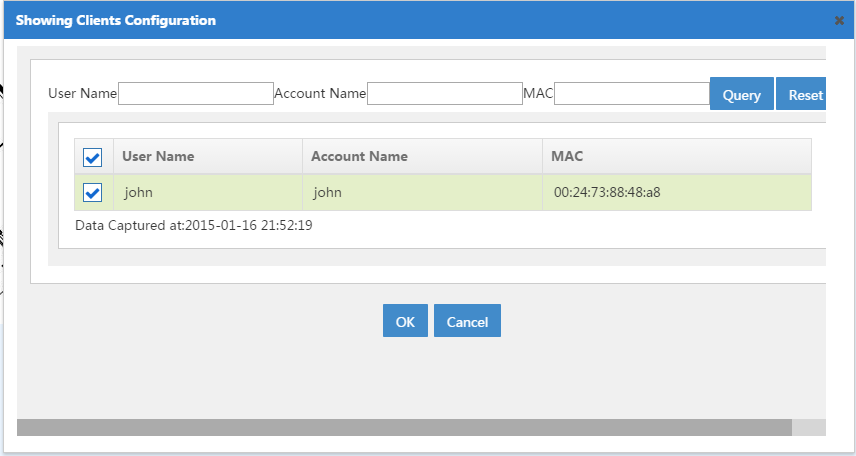 Showing Clients Configuration
User Name Account Name MAC Query Reset
User Name Account Name MAC
john john 00:24:73:88:48:a8
Data Captured at:2015-01-16 21:52:19
OK Cancel